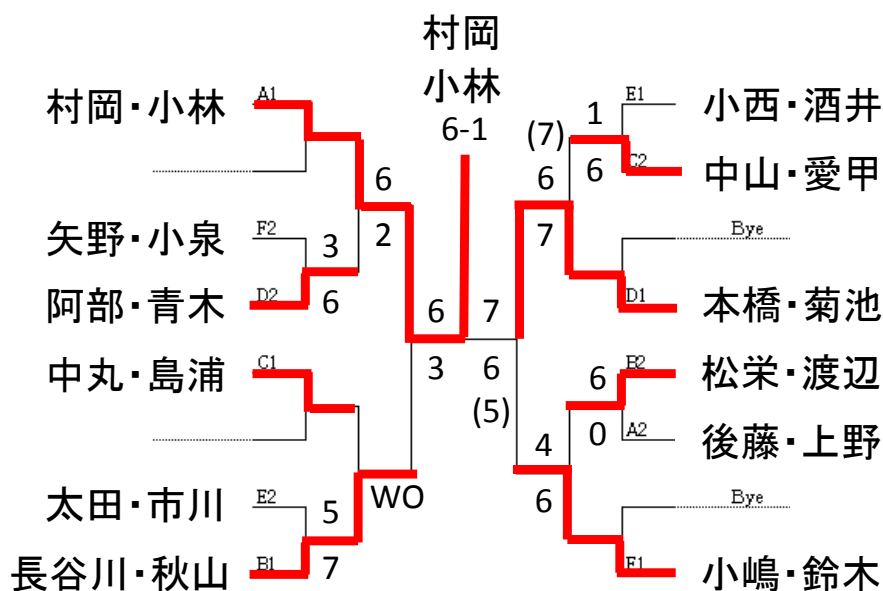 村岡
小林
6-1
村岡・小林
A1
6
2
矢野・小泉
F2
3
阿部・青木
D2
6
6
3
中丸・島浦
C1
WO
太田・市川
E2
5
長谷川・秋山
B1
7
E1
小西・酒井
1
(7)
6
C2
中山・愛甲
6
7
Bye
D1
本橋・菊池
7
6
(5)
B2
松栄・渡辺
6
0
A2
後藤・上野
4
6
Bye
F1
小嶋・鈴木